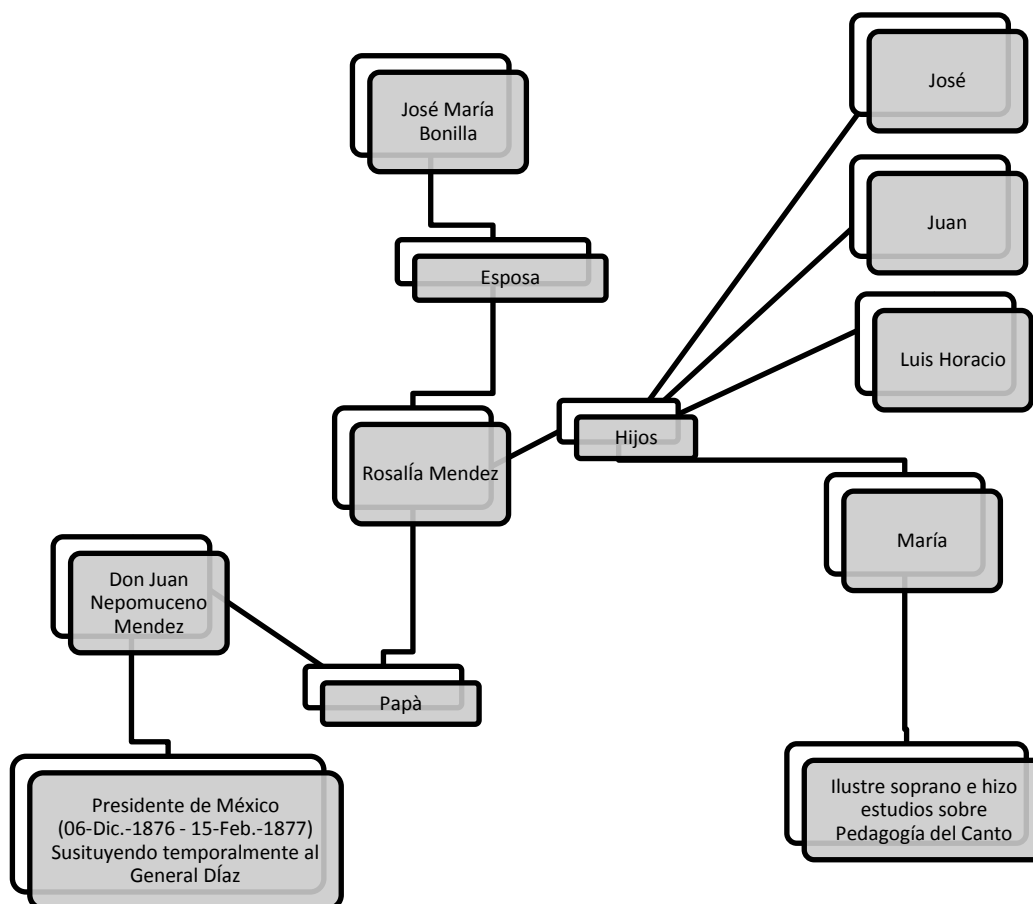 José María
Bonilla
Esposa
Rosalía Mendez
Hijos
José
Juan
Luis Horacio
María
Ilustre soprano e hizo
estudios sobre
Pedagogía del Canto
Papà
Don Juan
Nepomuceno
Mendez
Presidente de México
(06-Dic.-1876 - 15-Feb.-1877)
Susituyendo temporalmente al
General DÍaz